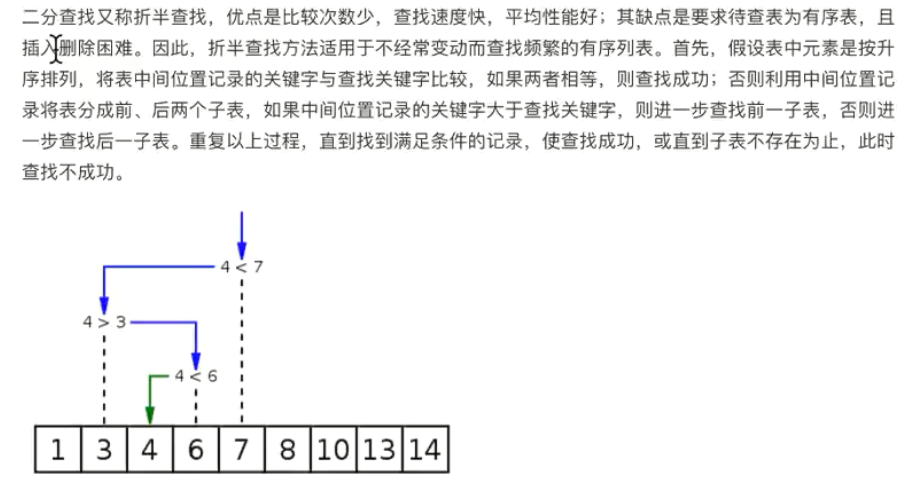 二分查找又称折半查找，优点是比较次数少，查找速度快，平均性能好；其缺点是要求待查表为有序表，且
插入删除困难。因此，折半查找方法适用于不经常变动而查找频繁的有序列表。首先，假设表中元素是按升
序排列，将表中间位置记录的关键字与查找关键字比较，如果两者相等，则查找成功；否则利用中间位置记
录将表分成前、后两个子表，如果中间位置记录的关键字大于查找关键字，则进一步查找前一子表，否则进
一步查找后一子表。重复以上过程，直到找到满足条件的记录，使查找成功，或直到子表不存在为止，此时
查找不成功。
4 < 7
4 > 3
4 < 6
1 3 4 6 7 8 10 13 14